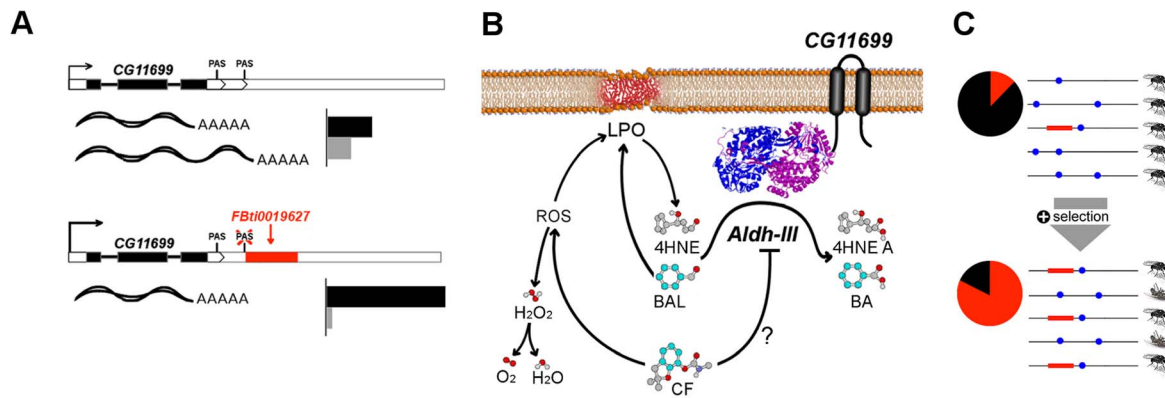 A
PAS PAS
CG11699
AAAAA
AAAAA
FBti0019627
PAS PAS
CG11699
AAAAA
B
CG11699
LPO
ROS
4HNE
Aldh-III
4HNE A
BAL
BA
H2O2
?
O2
H2O
CF
C
+ selection